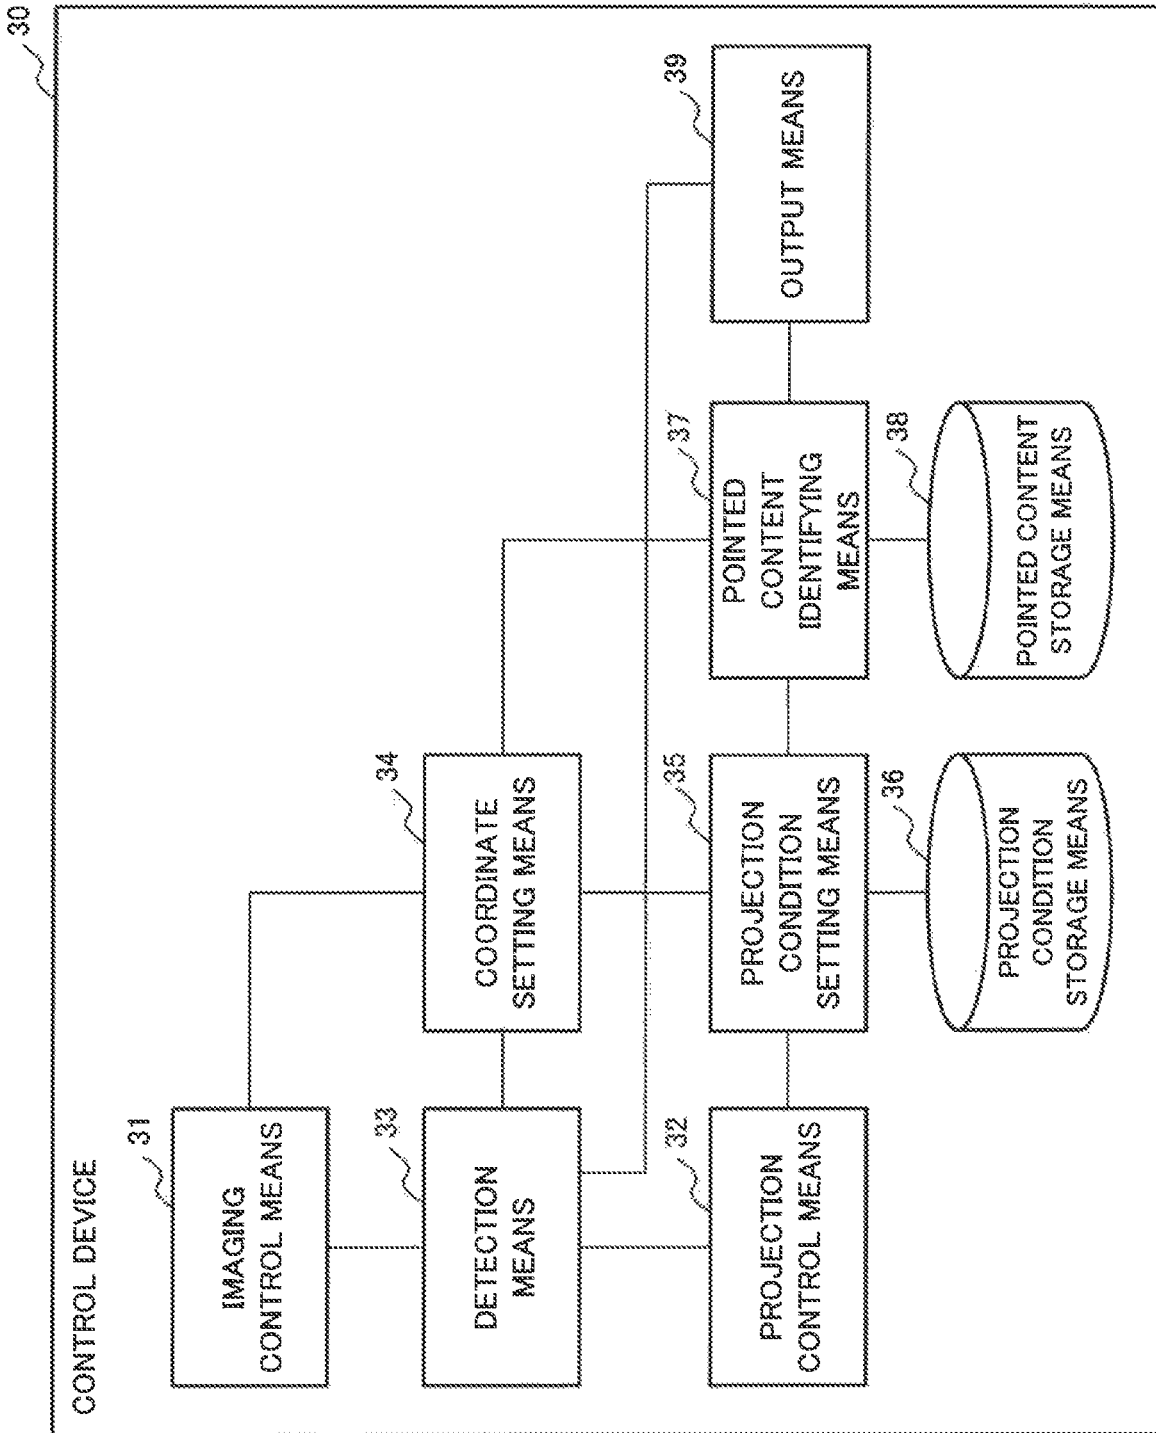 30
CONTROL DEVICE
31
IMAGING
CONTROL MEANS
33
DETECTION
MEANS
32
PROJECTION
CONTROL MEANS
34
COORDINATE
SETTING MEANS
35
PROJECTION
CONDITION
SETTING MEANS
36
PROJECTION
CONDITION
STORAGE MEANS
37
POINTED
CONTENT
IDENTIFYING
MEANS
38
POINTED CONTENT
STORAGE MEANS
39
OUTPUT MEANS